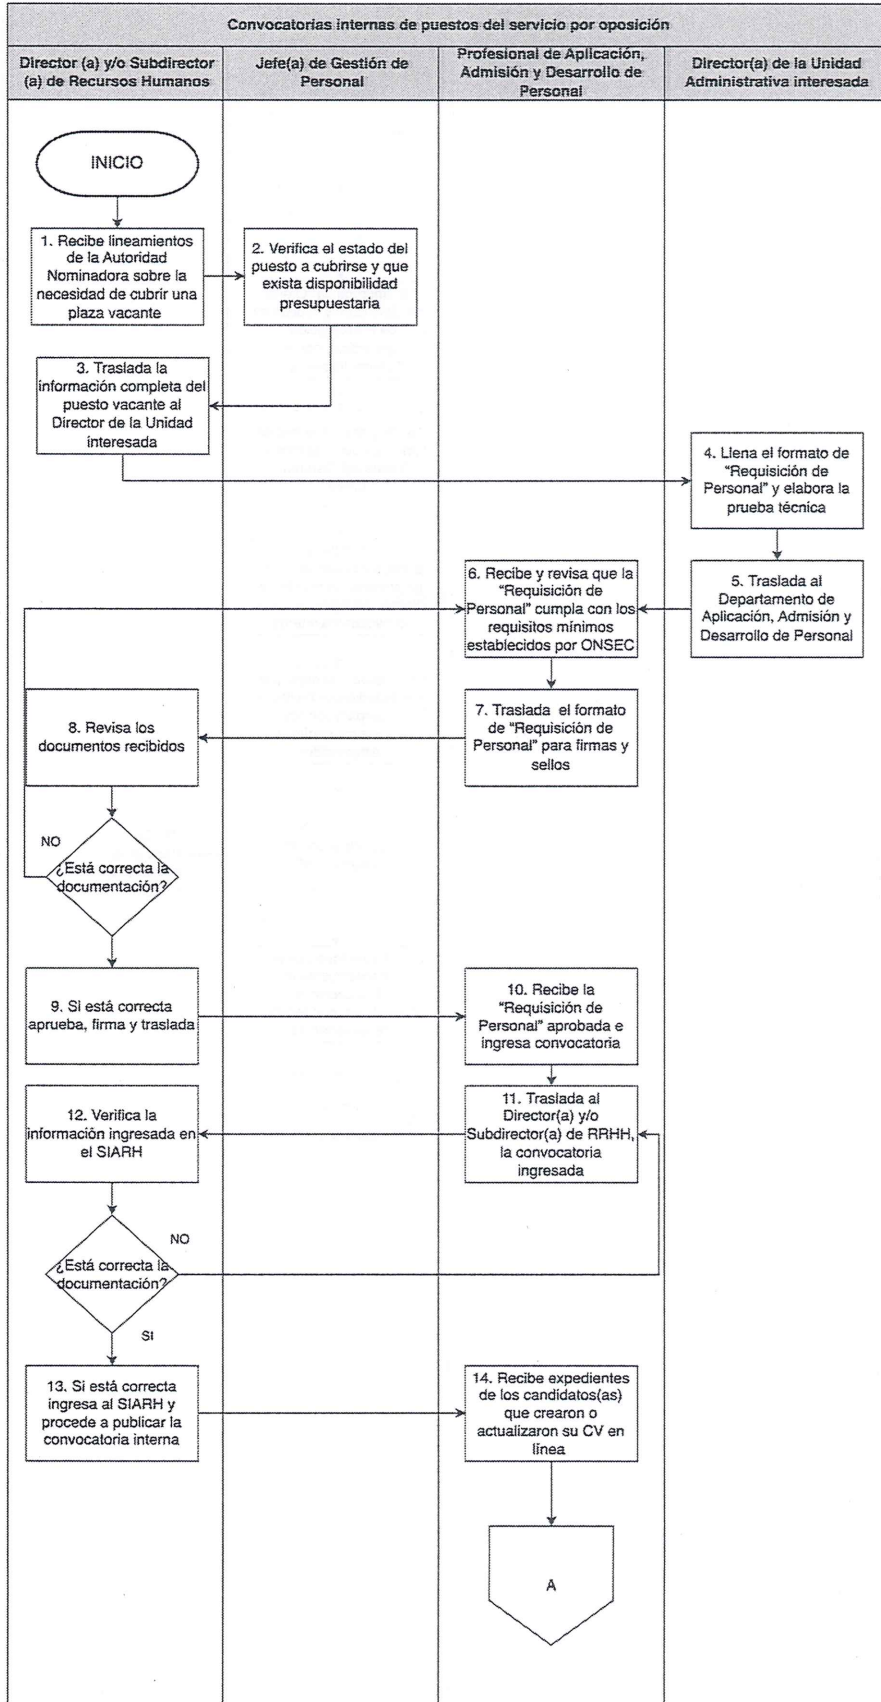 Convocatorias internas de puestos del servicio por oposición
Director (a) y/o Subdirector
(a) de Recursos Humanos
Jefe(a) de Gestión de
Personal
Profesional de Aplicación,
Admisión y Desarrollo de
Personal
Director(a) de la Unidad
Administrativa interesada
INICIO
1. Recibe lineamientos
de la Autoridad
Nominadora sobre la
necesidad de cubrir una
plaza vacante
2. Verifica el estado del
puesto a cubrirse y que
exista disponibilidad
presupuestaria
3. Traslada la
información completa del
puesto vacante al
Director de la Unidad
interesada
4. Llena el formato de
“Requisición de
Personal” y elabora la
prueba técnica
5. Traslada al
Departamento de
Aplicación, Admisión y
Desarrollo de Personal
6. Recibe y revisa que la
“Requisición de
Personal” cumpla con los
requisitos mínimos
establecidos por ONSEC
7. Traslada el formato
de “Requisición de
Personal” para firmas y
sellos
8. Revisa los
documentos recibidos
NO
¿Está correcta la
documentación?
9. Si está correcta
aprueba, firma y traslada
10. Recibe la
“Requisición de
Personal” aprobada e
ingresa convocatoria
11. Traslada al
Director(a) y/o
Subdirector(a) de RRHH,
la convocatoria
ingresada
12. Verifica la
información ingresada en
el SIARH
NO
¿Está correcta la
documentación?
SI
13. Si está correcta
ingresa al SIARH y
procede a publicar la
convocatoria interna
14. Recibe expedientes
de los candidatos(as)
que crearon o
actualizaron su CV en
línea
A